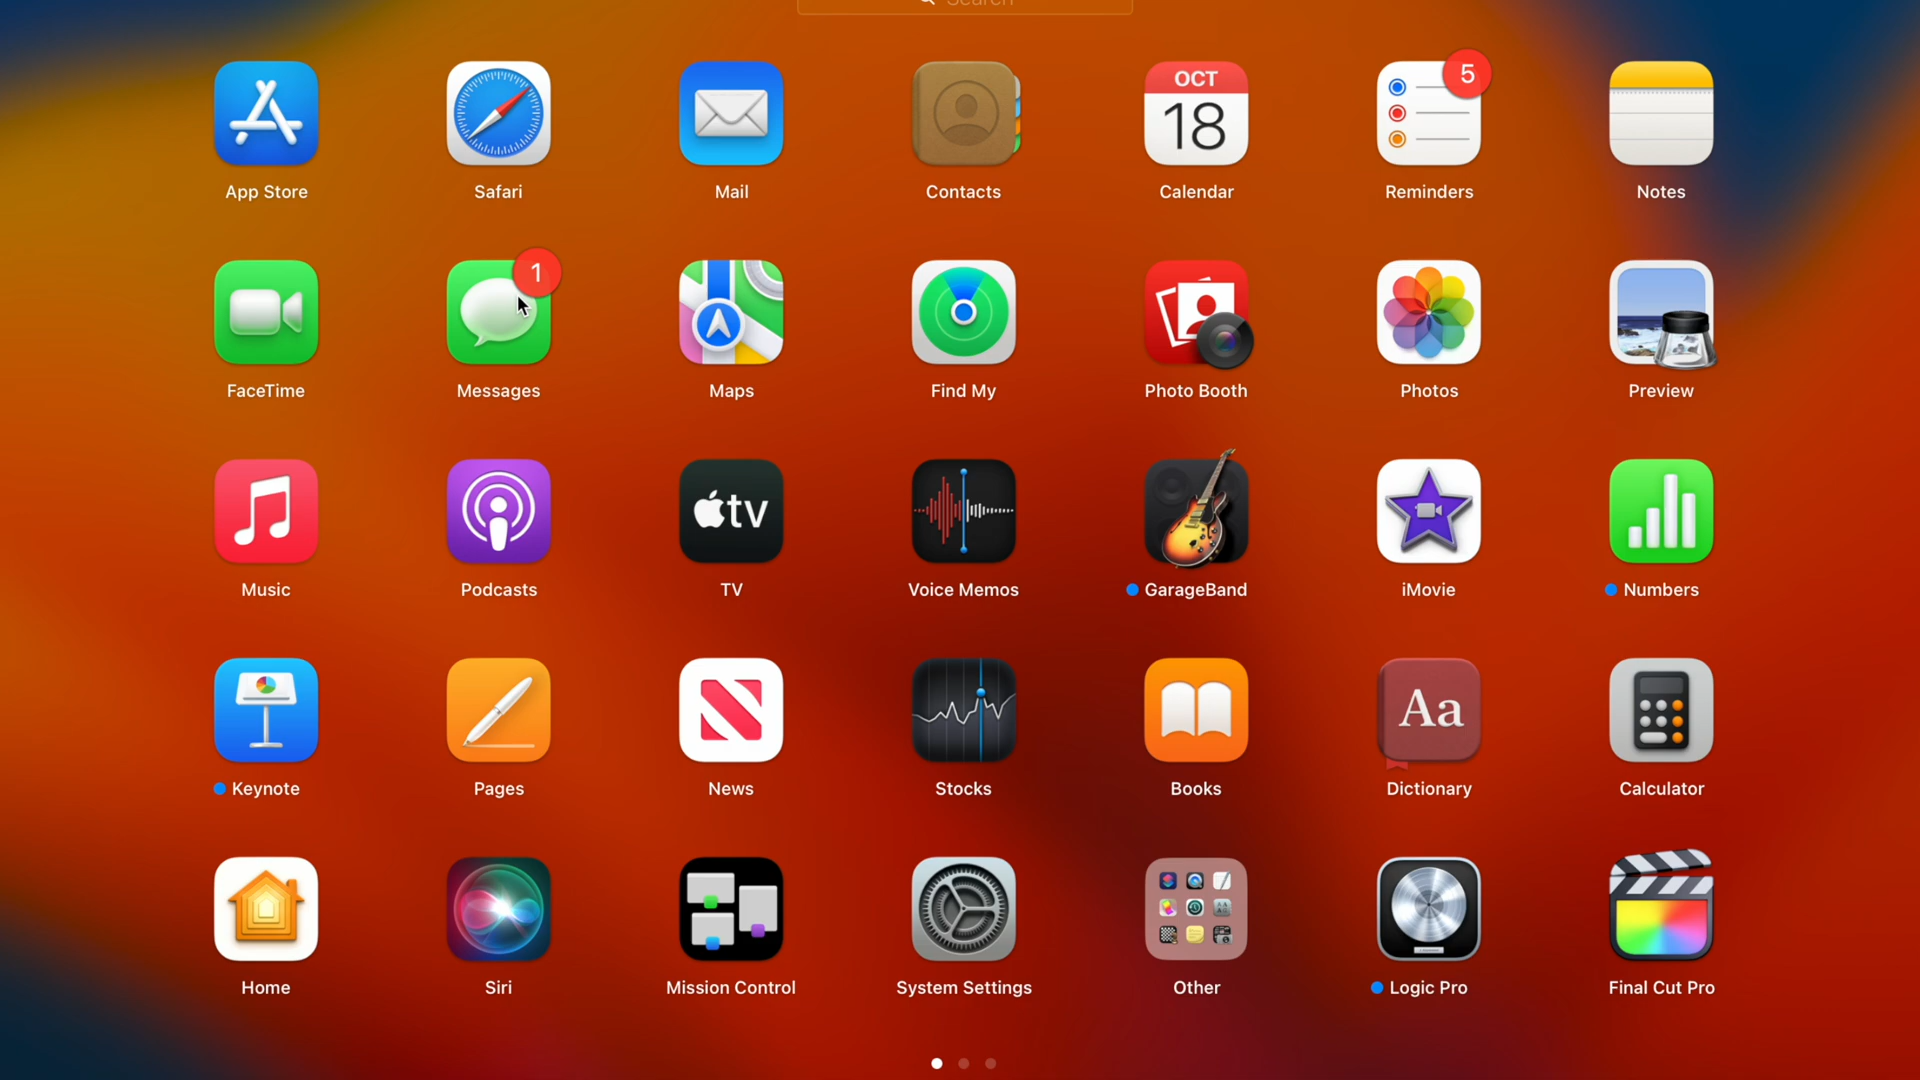 Search
OCT
5
18
App Store
Safari
Mail
Contacts
Calendar
Reminders
Notes
1
FaceTime
Messages
Maps
Find My
Photo Booth
Photos
Preview
tv
Music
Podcasts
TV
Voice Memos
GarageBand
iMovie
Numbers
Aa
Keynote
Pages
News
Stocks
Books
Dictionary
Calculator
Home
Siri
Mission Control
System Settings
Other
Logic Pro
Final Cut Pro